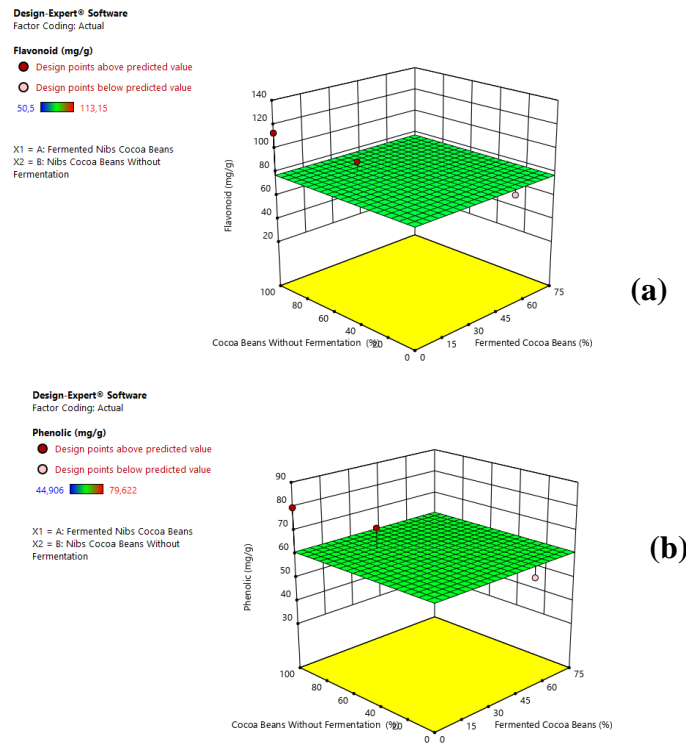 Design-Expert® Software
Factor Coding: Actual
Flavonoid (mg/g)
Design points above predicted value
Design points below predicted value
50,5 113,15
X1 = A: Fermented Nibs Cocoa Beans
X2 = B: Nibs Cocoa Beans Without
Fermentation
140
120
100
80
60
40
20
Flavonoid (mg/g)
100
80
60
40
20
0
0
15
30
45
60
75
Cocoa Beans Without Fermentation (%)
Fermented Cocoa Beans (%)
(a)
Design-Expert® Software
Factor Coding: Actual
Phenolic (mg/g)
Design points above predicted value
Design points below predicted value
44,906 79,622
X1 = A: Fermented Nibs Cocoa Beans
X2 = B: Nibs Cocoa Beans Without
Fermentation
90
80
70
60
50
40
30
Phenolic (mg/g)
100
80
60
40
20
0
0
15
30
45
60
75
Cocoa Beans Without Fermentation (%)
Fermented Cocoa Beans (%)
(b)